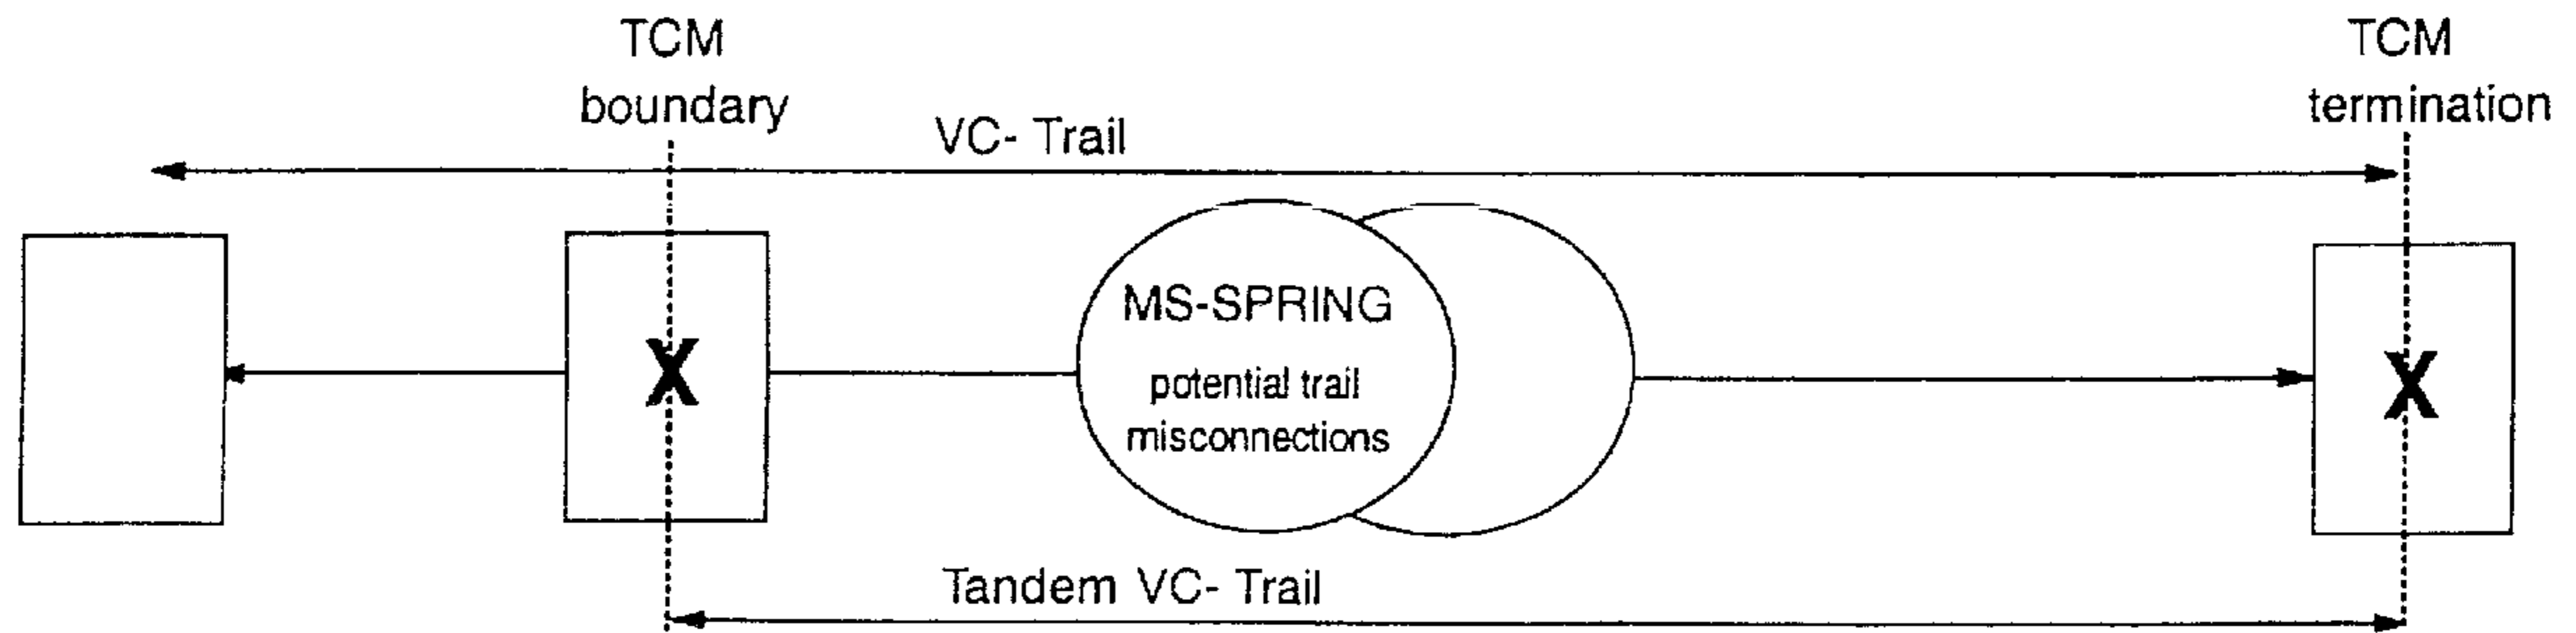 TCM
boundary
TCM
termination
VC- Trail
X
MS-SPRING
potential trail
misconnections
X
Tandem VC- Trail